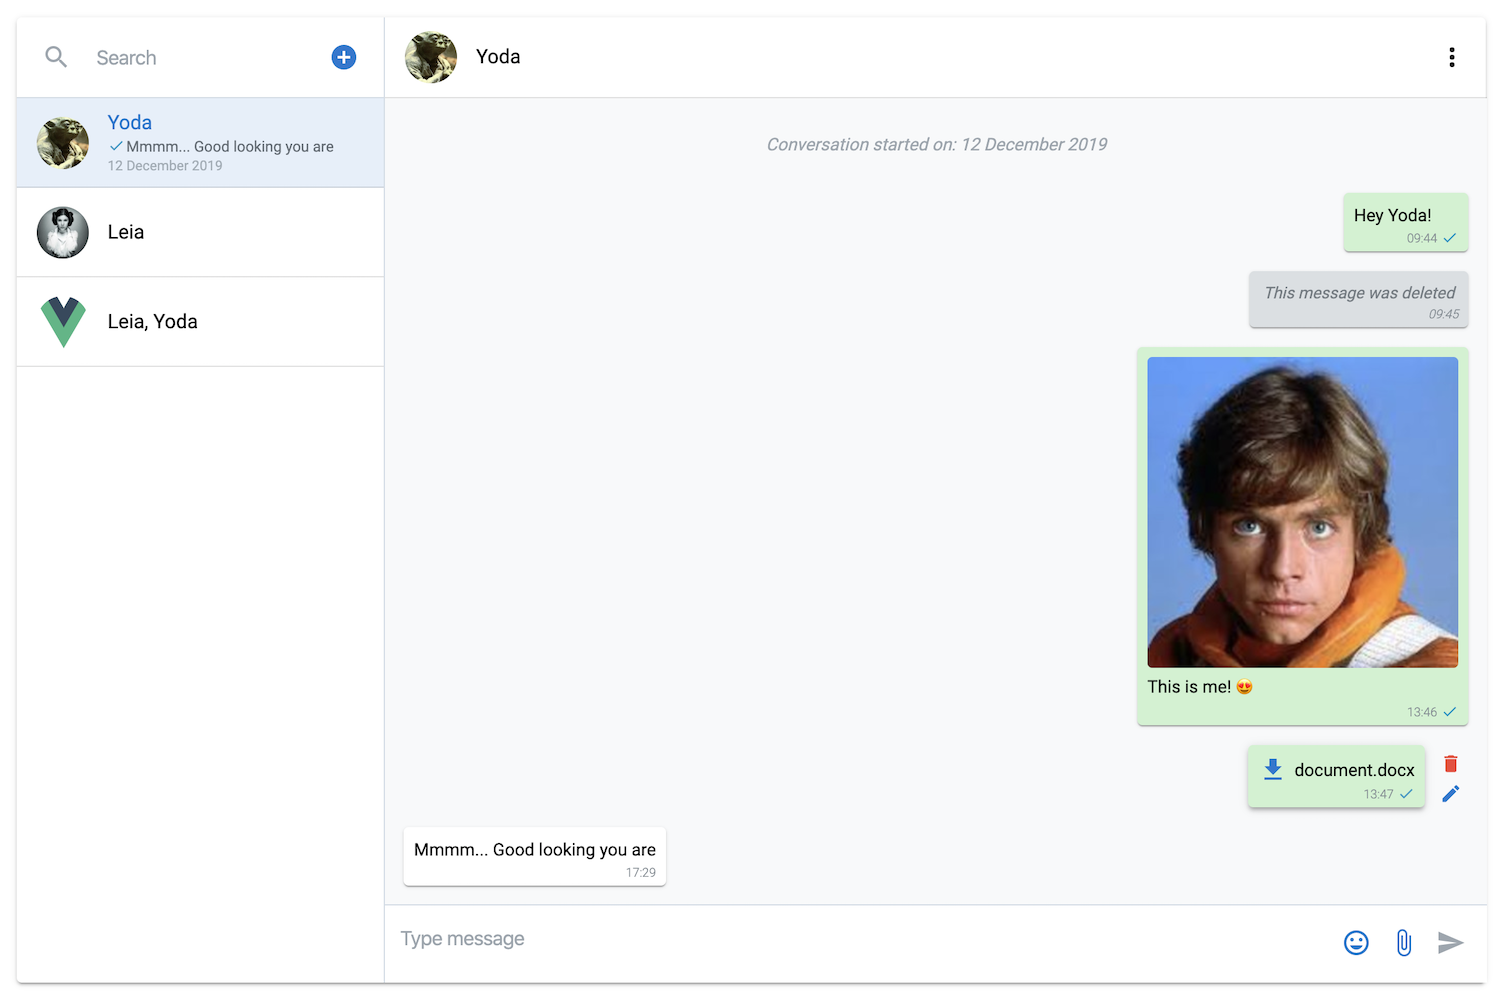 Search
Yoda
Mmmm... Good looking you are
12 December 2019
Leia
Leia, Yoda
Yoda
Conversation started on: 12 December 2019
Hey Yoda!
09:44
This message was deleted
09:45
This is me! 😍
13:46
document.docx
13:47
Mmmm... Good looking you are
17:29
Type message